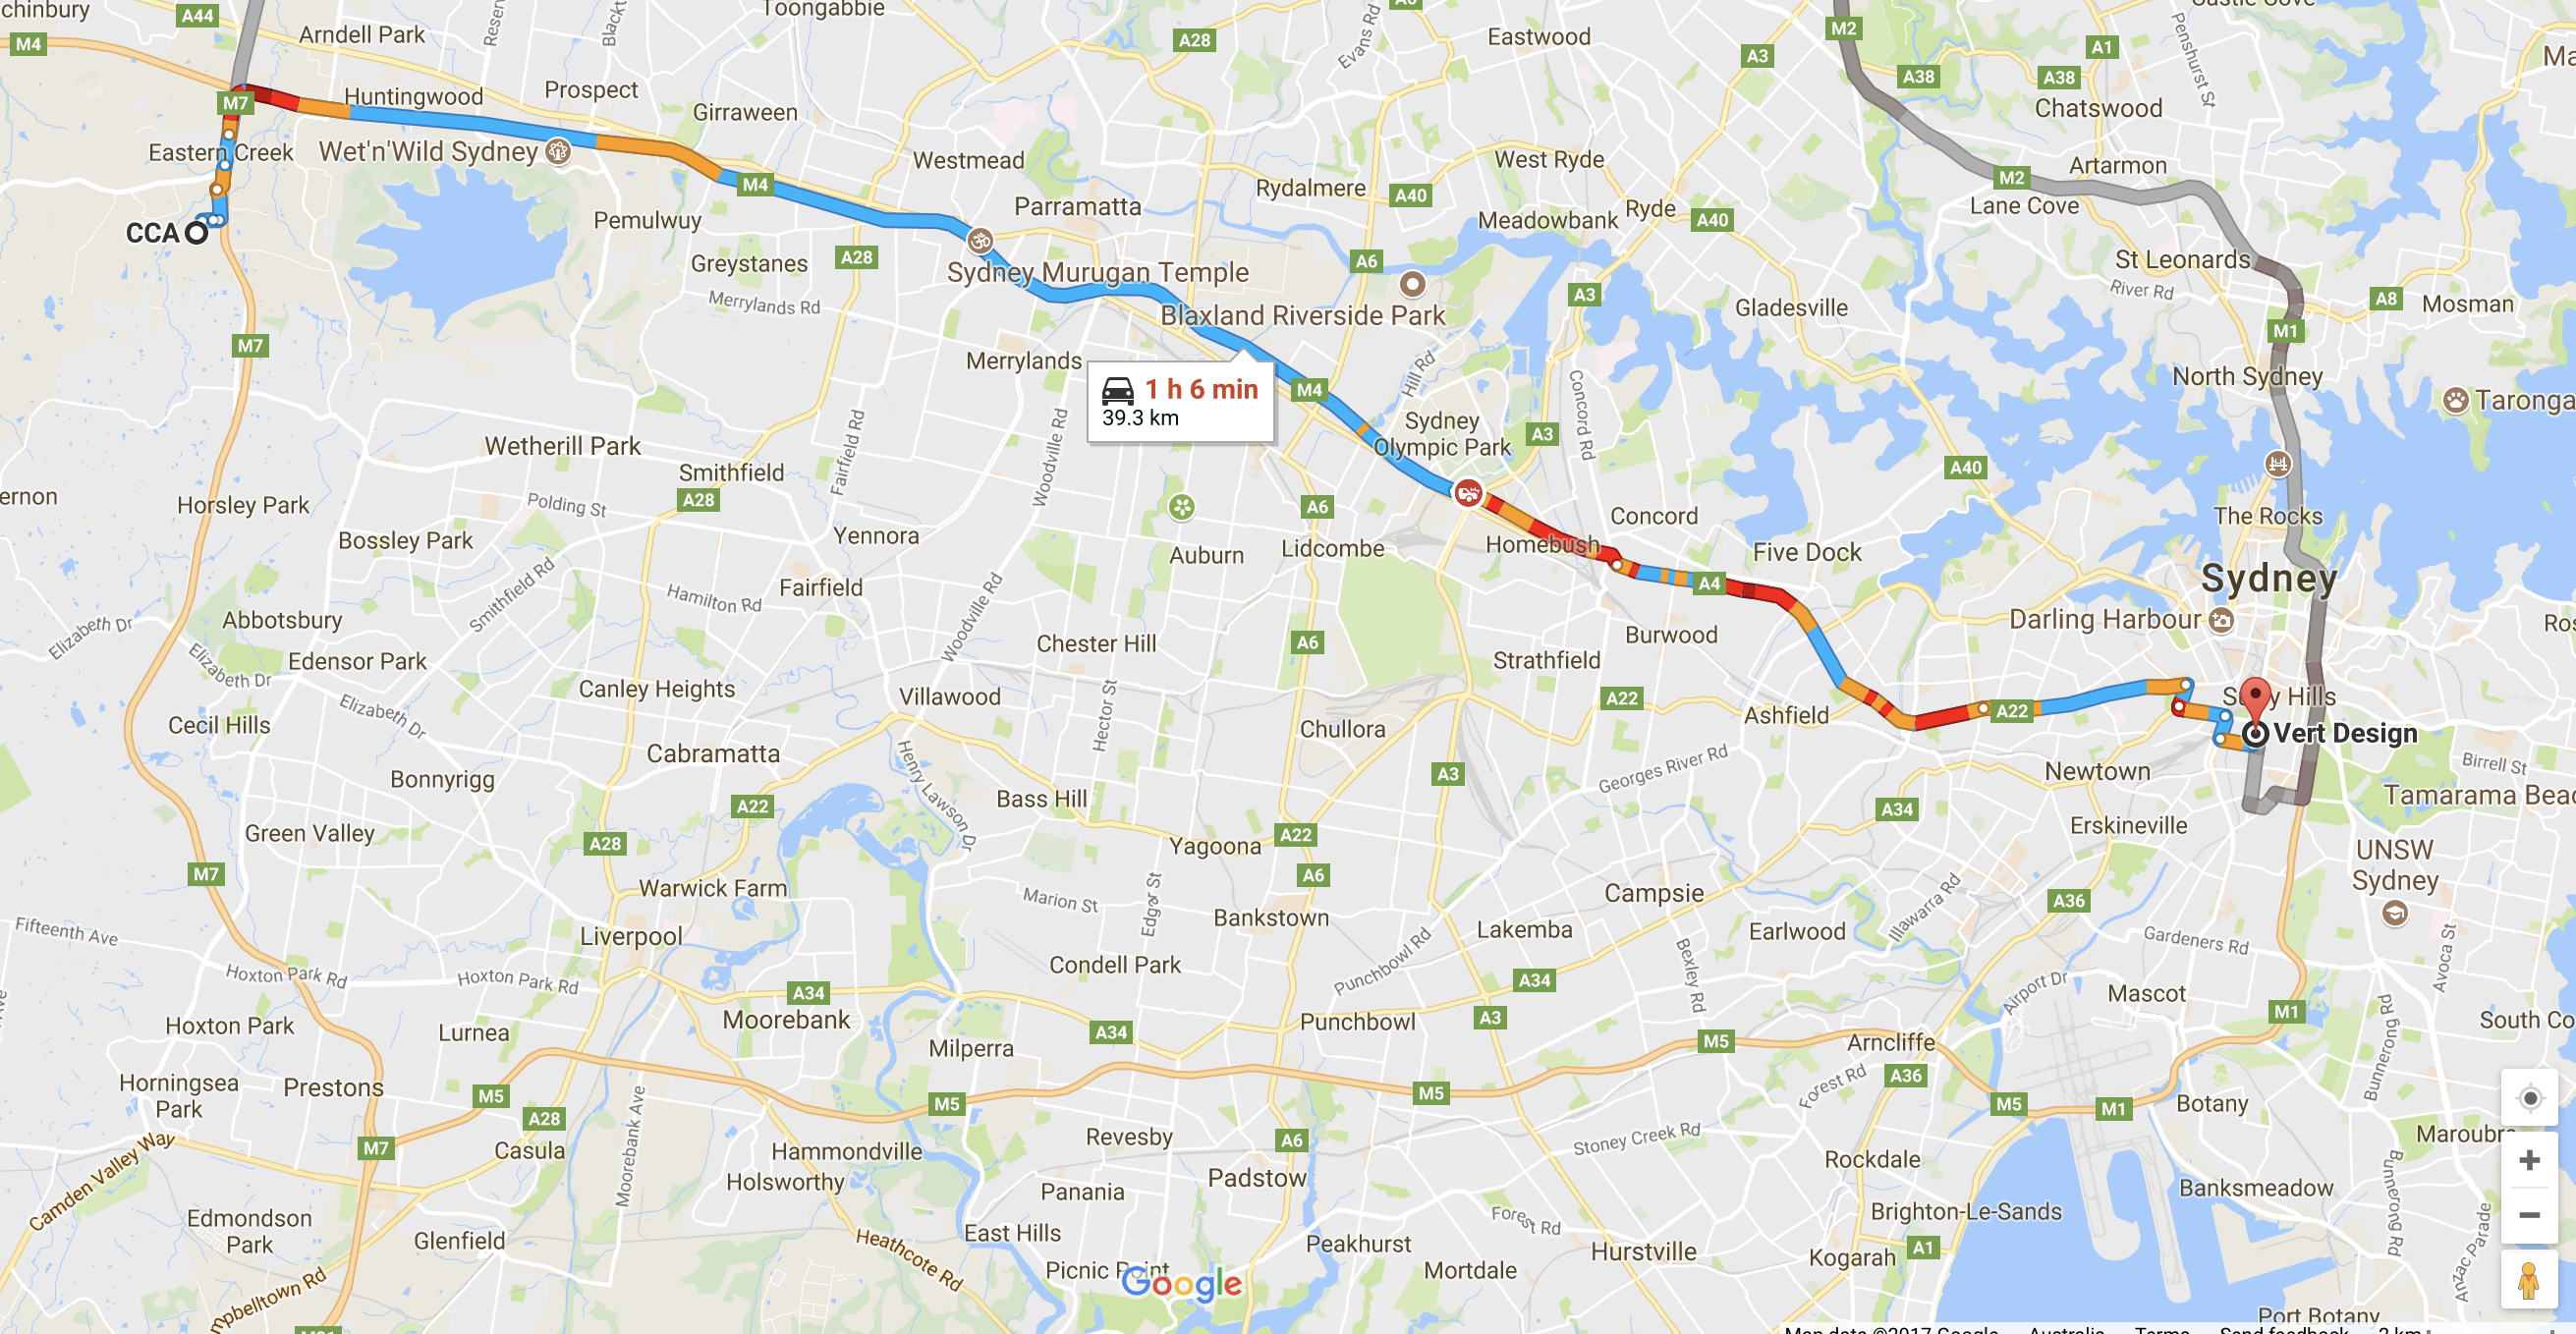 chinbury
A44
M4
Arndell Park
Toongabbie
A28
Evans Rd
Eastwood
A3
M2
A38
A38
A1
Penshurst St
Chatswood
Huntingwood
Prospect
Girraween
M7
Eastern Creek
Wet'n'Wild Sydney
M4
Westmead
Parramatta
Rydalmere
A40
West Ryde
Meadowbank
Ryde
A40
M2
Artarmon
Lane Cove
CCA
Pemulwuy
Greystanes
A28
Merrylands Rd
Sydney Murugan Temple
A6
Blaxland Riverside Park
A3
Gladesville
St Leonards
River Rd
A8
Mosman
M1
M7
Merrylands
1 h 6 min
39.3 km
M4
Hill Rd
Sydney
Olympic Park
A3
Concord Rd
North Sydney
Taronga
A40
Wetherill Park
Smithfield
A28
Fairfield Rd
Woodville Rd
ernon
Horsley Park
Polding St
Bossley Park
Yennora
Auburn
A6
Lidcombe
Homebush
Concord
Five Dock
A4
The Rocks
Sydney
Darling Harbour
Smithfield Rd
Hamilton Rd
Fairfield
Woodville Rd
Elizabeth Dr
Abbotsbury
Elizabeth Dr
Edensor Park
Elizabeth Dr
Canley Heights
Chester Hill
A6
Burwood
Strathfield
A22
Ashfield
A22
Vert Design
Cecil Hills
Villawood
Hector St
Chullora
Cabramatta
Bonnyrigg
Henry Lawson Dr
Bass Hill
A3
Georges River Rd
Newtown
Birrell St
Tamarama Beac
A22
Green Valley
A28
Yagoona
A22
A34
Erskineville
UNSW
Sydney
M7
Warwick Farm
Marion St
Edgar St
A6
Campsie
A36
Illawarra Rd
Fifteenth Ave
Liverpool
Bankstown
Lakemba
Earlwood
Gardeners Rd
Avoca St
Hoxton Park Rd
Hoxton Park Rd
Condell Park
Punchbowl Rd
A34
Bexley Rd
Airport Dr
Mascot
M1
Bunnerong Rd
South Co
Hoxton Park
Lurnea
A34
Moorebank
A34
Punchbowl
A3
M5
Arncliffe
Milperra
Horningsea
Park
Prestons
M5
A28
M5
M5
Forest Rd
A36
M5
M1
Botany
Maroubra
M7
Casula
Camden Valley Way
Moorebank Ave
Hammondville
Holsworthy
Revesby
A6
Padstow
Panania
Stoney Creek Rd
Rockdale
Banksmeadow
Bunnerong Rd
Edmondson
Park
Glenfield
East Hills
Forest Rd
Brighton-Le-Sands
Anzac Parade
Heathcote Rd
Picnic Point
Peakhurst
Mortdale
Hurstville
Kogarah
A1
mpbelltown Rd
Google
Port Botany
Map data ©2017 Google Australia Terms Send feedback 2 km